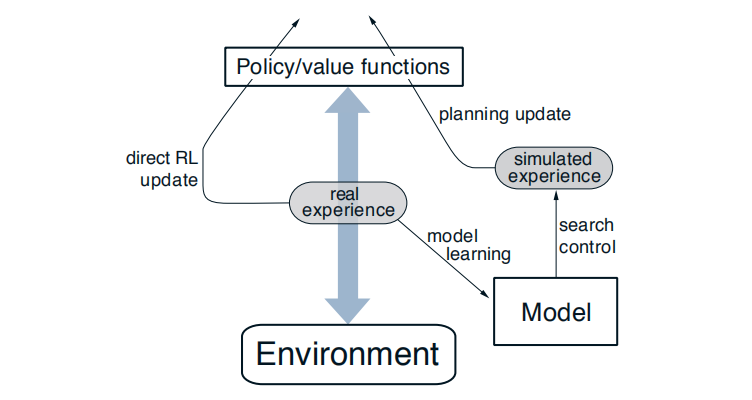 Policy/value functions
planning update
direct RL
update
simulated
experience
real
experience
search
control
model
learning
Model
Environment